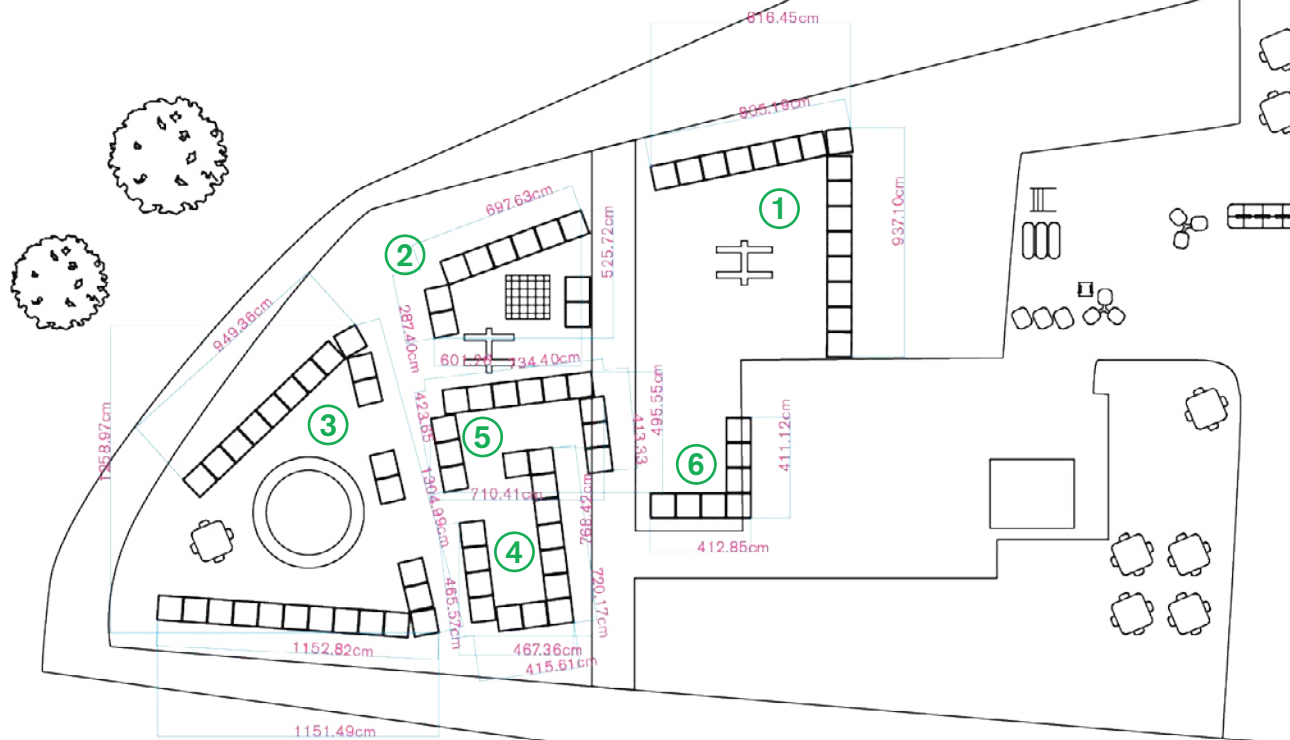 816.45cm
805.19cm
①
937.10cm
697.63cm
②
525.72cm
287.40cm
601.26
734.40cm
949.36cm
1358.97cm
③
423.65
⑤
495.55cm
413.33
⑥
411.12cm
710.41cm
1304.99cm
768.42cm
④
412.85cm
465.57cm
720.17cm
1152.82cm
467.36cm
415.61cm
1151.49cm